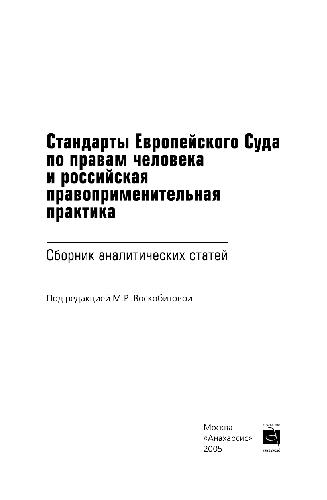 Стандарты Европейского Суда
по правам человека
и российская
правоприменительная
практика
Сборник аналитических статей
Под редакцией М.Р. Воскобитовой
Москва
«Анахарсис»
2005